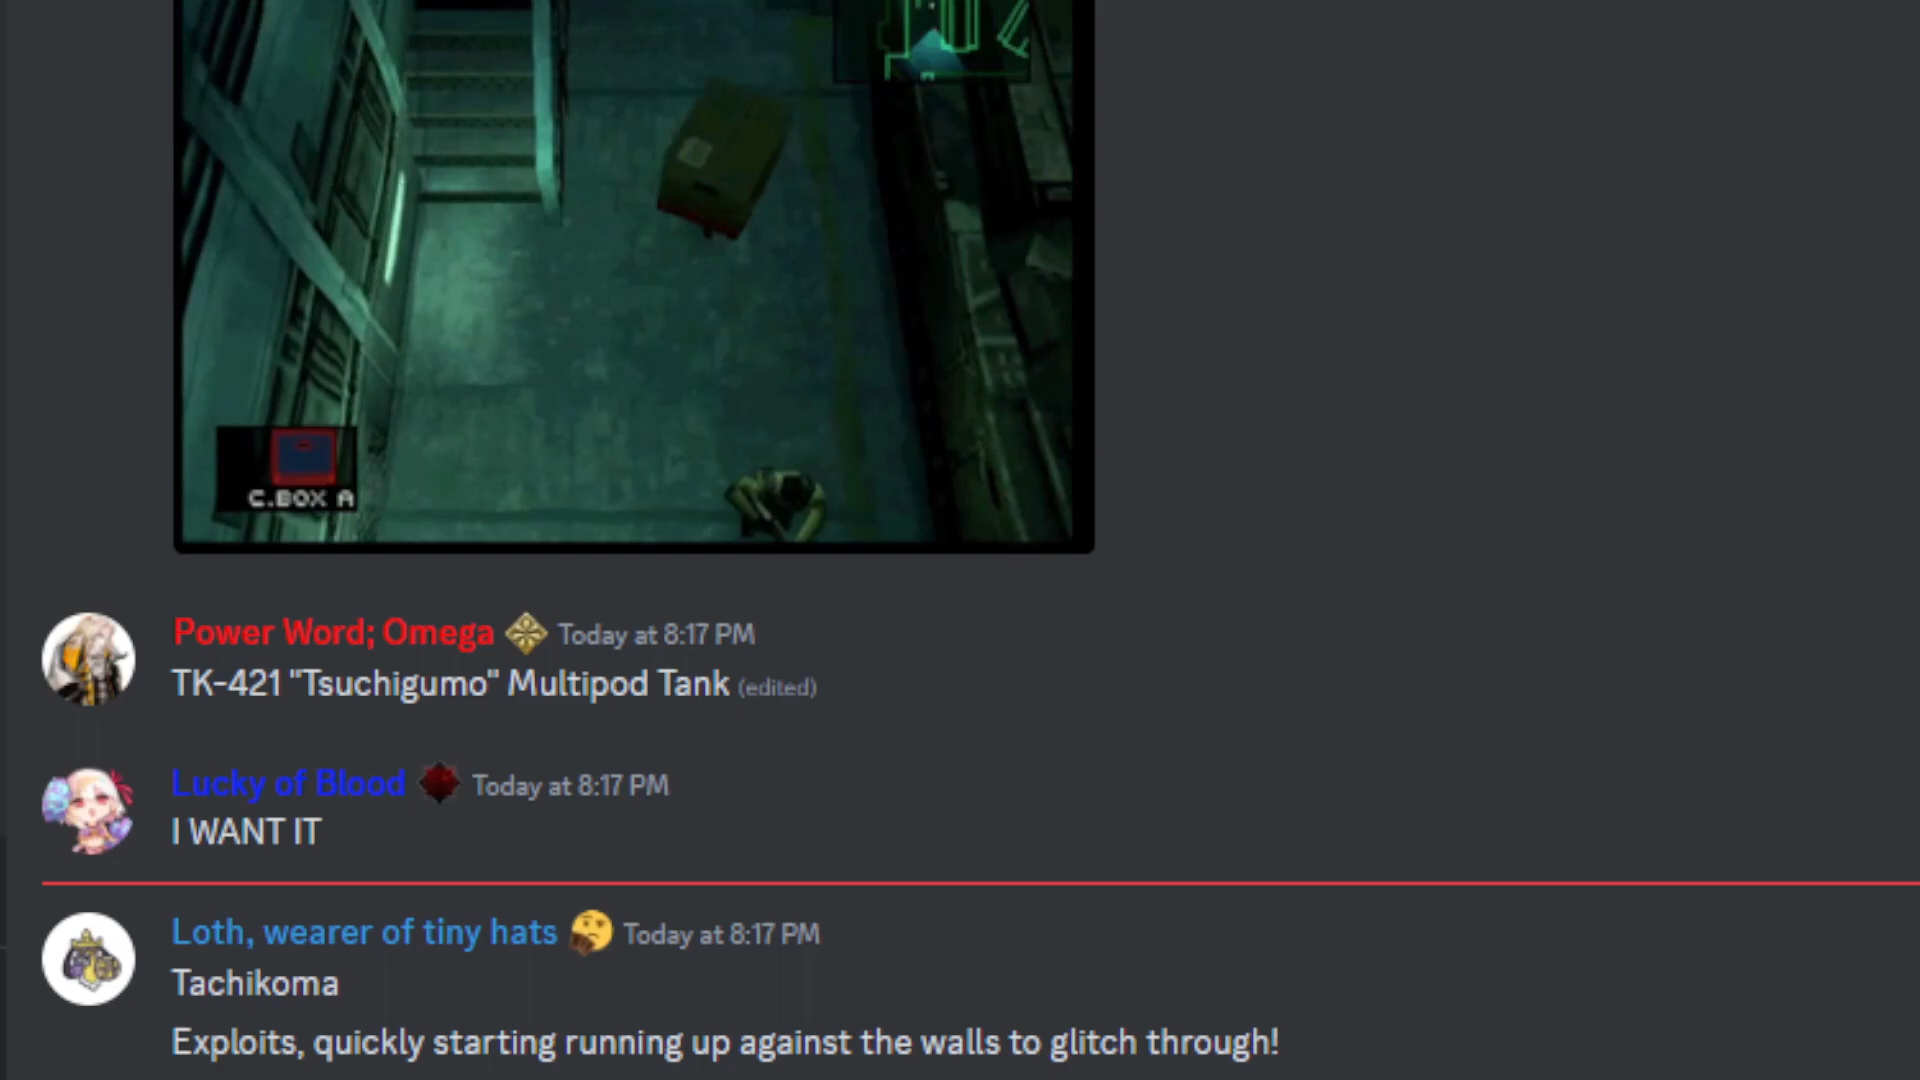 C.BOX A
Power Word; Omega Today at 8:17 PM
TK-421 "Tsuchigumo" Multipod Tank (edited)
Lucky of Blood Today at 8:17 PM
I WANT IT
Loth, wearer of tiny hats Today at 8:17 PM
Tachikoma
Exploits, quickly starting running up against the walls to glitch through!